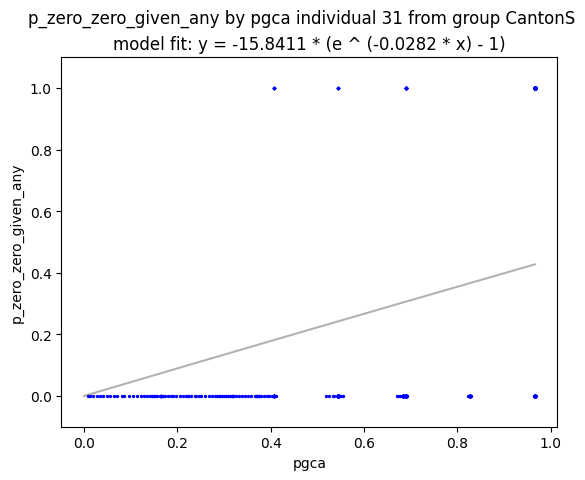 p_zero_zero_given_any by pgca individual 31 from group CantonS
model fit: y = -15.8411 * (e ^ (-0.0282 * x) - 1)
1.0
0.8
0.6
0.4
0.2
0.0
p_zero_zero_given_any
0.0 0.2 0.4 0.6 0.8 1.0
pgca